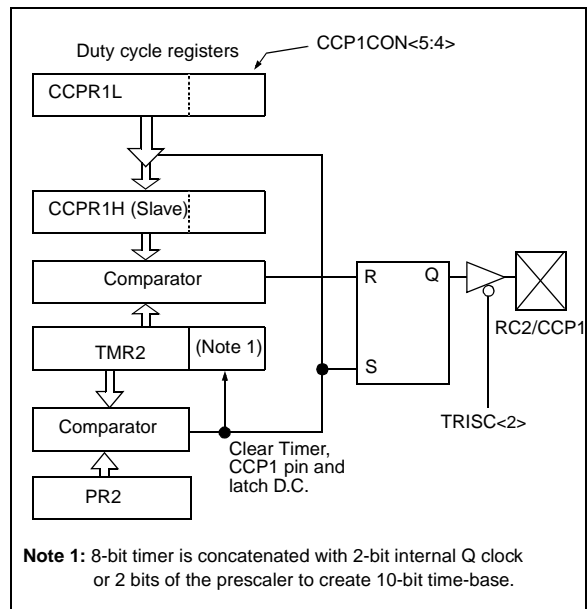 Duty cycle registers
CCP1CON<5:4>
CCPR1L
CCPR1H (Slave)
Comparator
R
Q
RC2/CCP1
TMR2
(Note 1)
S
TRISC<2>
Comparator
Clear Timer,
CCP1 pin and
latch D.C.
PR2
Note 1: 8-bit timer is concatenated with 2-bit internal Q clock
or 2 bits of the prescaler to create 10-bit time-base.